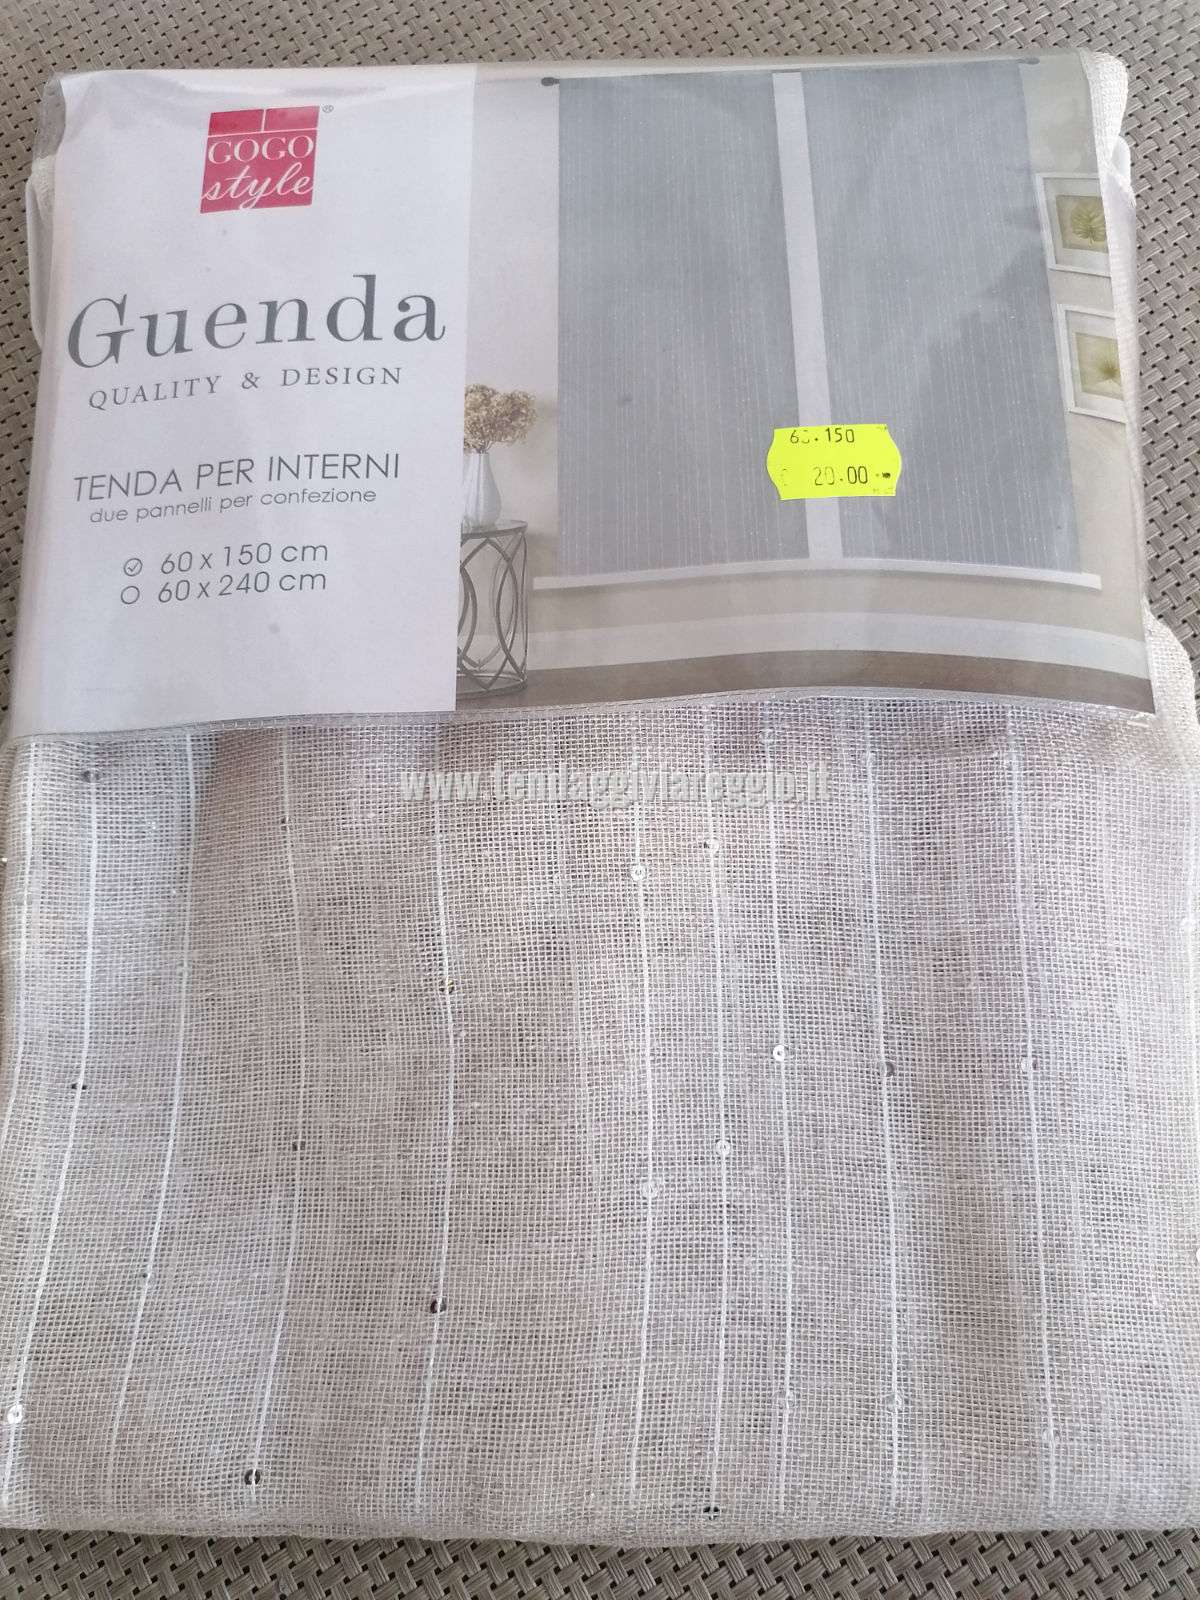 GOGO®
style
Guenda
QUALITY & DESIGN
TENDA PER INTERNI
due pannelli per confezione
60 x 150 cm
60 x 240 cm
150
20.00
www.tendaggiviareggio.it